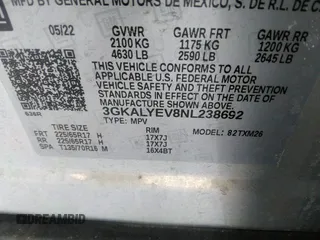 MFD BY GENERAL MOTORS DE MEXICO, S. DE R.L. DE C.
05/22 GVWR GAWR FRT GAWR RR
2100 KG 1175 KG 1200 KG
4630 LB 2590 LB 2645 LB
THIS VEHICLE CONFORMS TO ALL
APPLICABLE U.S. FEDERAL MOTOR
VEHICLE SAFETY AND THEFT
PREVENTION STANDARDS IN EFFECT
ON THE DATE OF MANUFACTURE
SHOWN ABOVE.
3GKALYEV8NL238692
TYPE: MPV MODEL: 82TXM26
RIM
FRT 225/65R17 H 17X7J
RR 225/65R17 H 17X7J
SPA T135/70R16 M 16X4BT
AMERIDRIVE